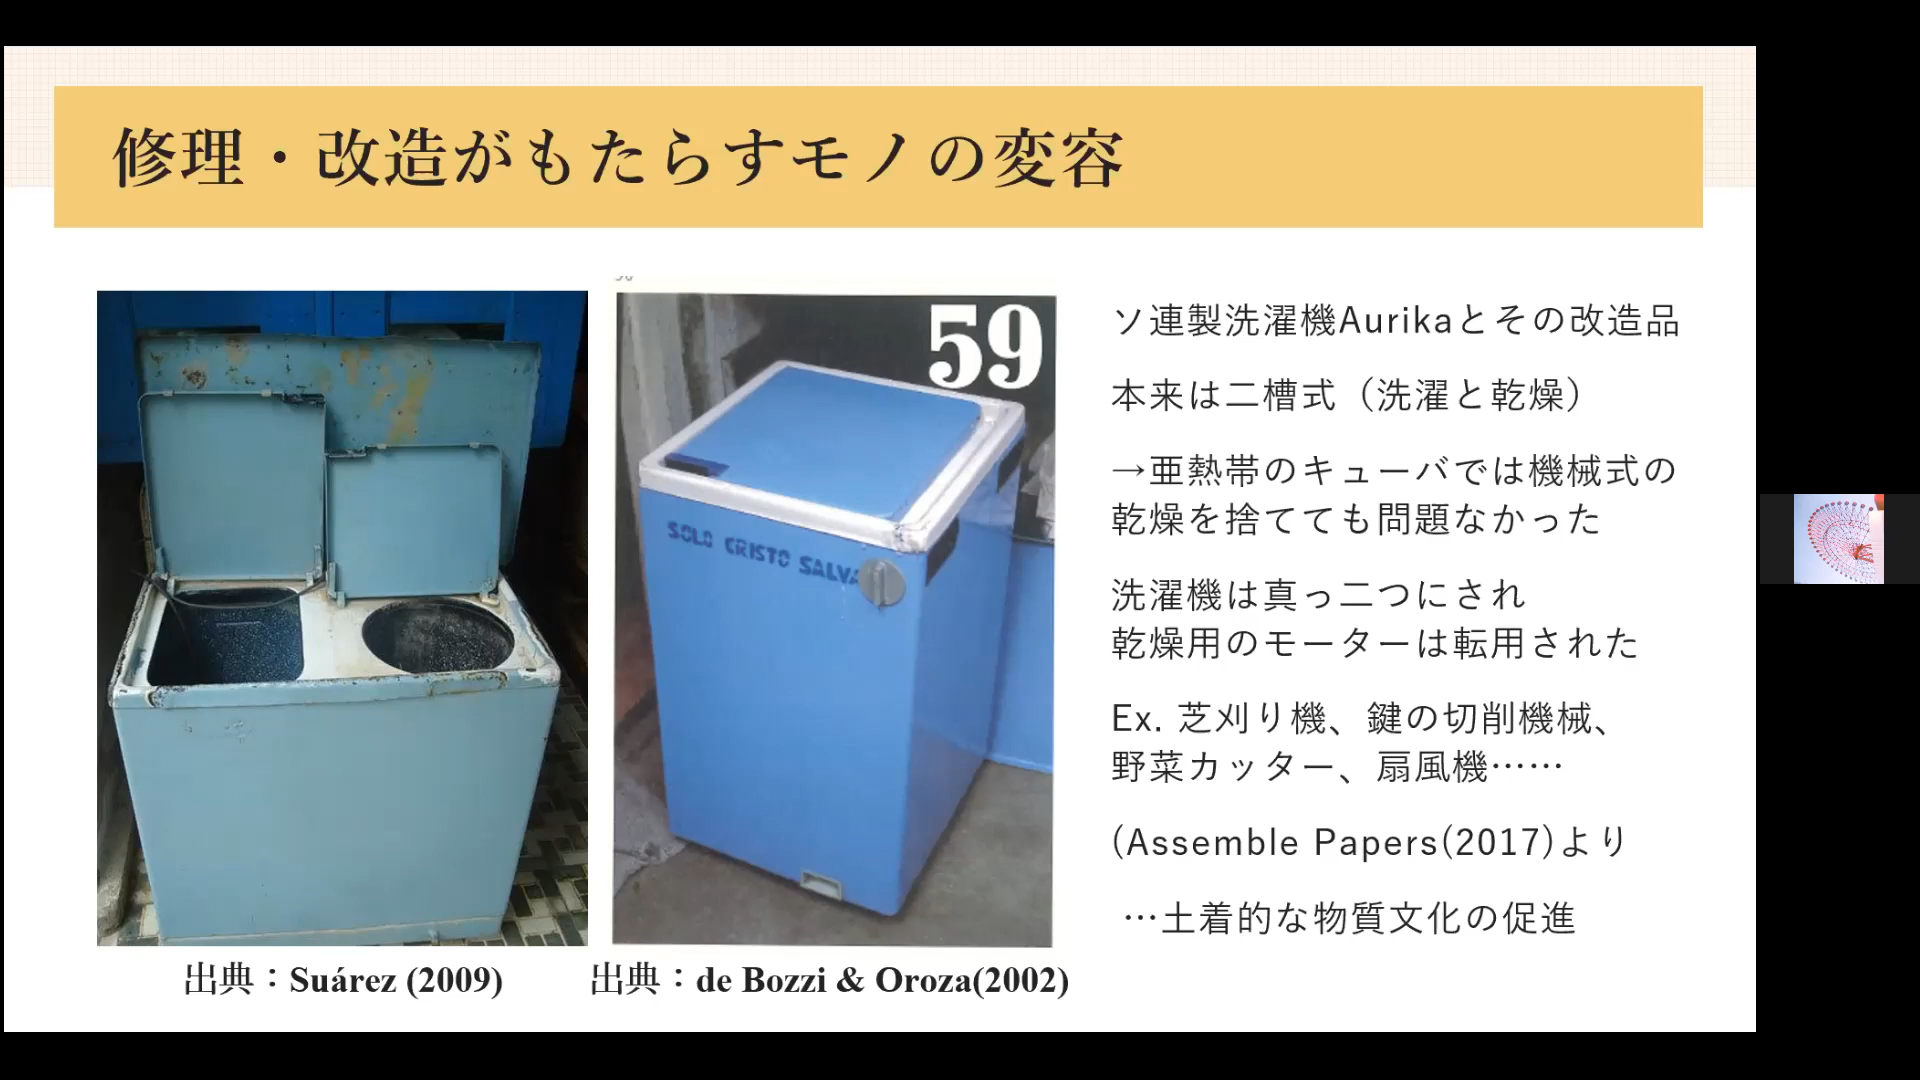 修理・改造がもたらすモノの変容
59
SOLO CRISTO SALVA
出典：Suárez (2009)
出典：de Bozzi & Oroza(2002)
ソ連製洗濯機Aurikaとその改造品
本来は二槽式（洗濯と乾燥）
→亜熱帯のキューバでは機械式の
乾燥を捨てても問題なかった
洗濯機は真っ二つにされ
乾燥用のモーターは転用された
Ex. 芝刈り機、鍵の切削機械、
野菜カッター、扇風機……
(Assemble Papers(2017)より
…土着的な物質文化の促進